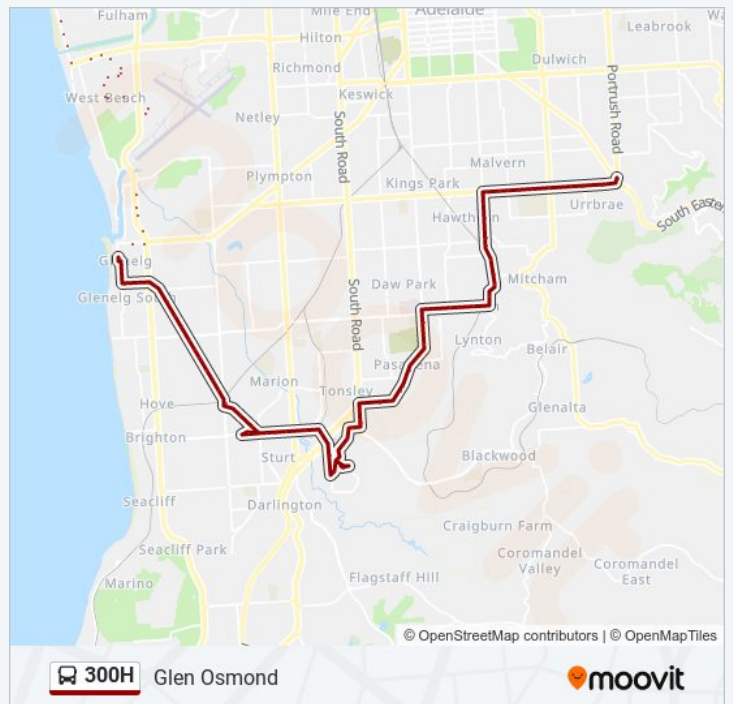 Fulham
Mile End
Adelaide
Leabrook
Hilton
Richmond
Dulwich
Keswick
West Beach
Netley
South Road
Portrush Road
Malvern
Plympton
Kings Park
Urrbrae
Hawthorn
South Easter
Glenelg
Mitcham
Daw Park
Glenelg South
South Road
Lynton
Belair
Pasadena
Marion
Tonsley
Hove
Glenalta
Brighton
Sturt
Blackwood
Seacliff
Darlington
Craigburn Farm
Seacliff Park
Coromandel
Valley
Coromandel
East
Marino
Flagstaff Hill
© OpenStreetMap contributors | © OpenMapTiles
300H Glen Osmond
moovit